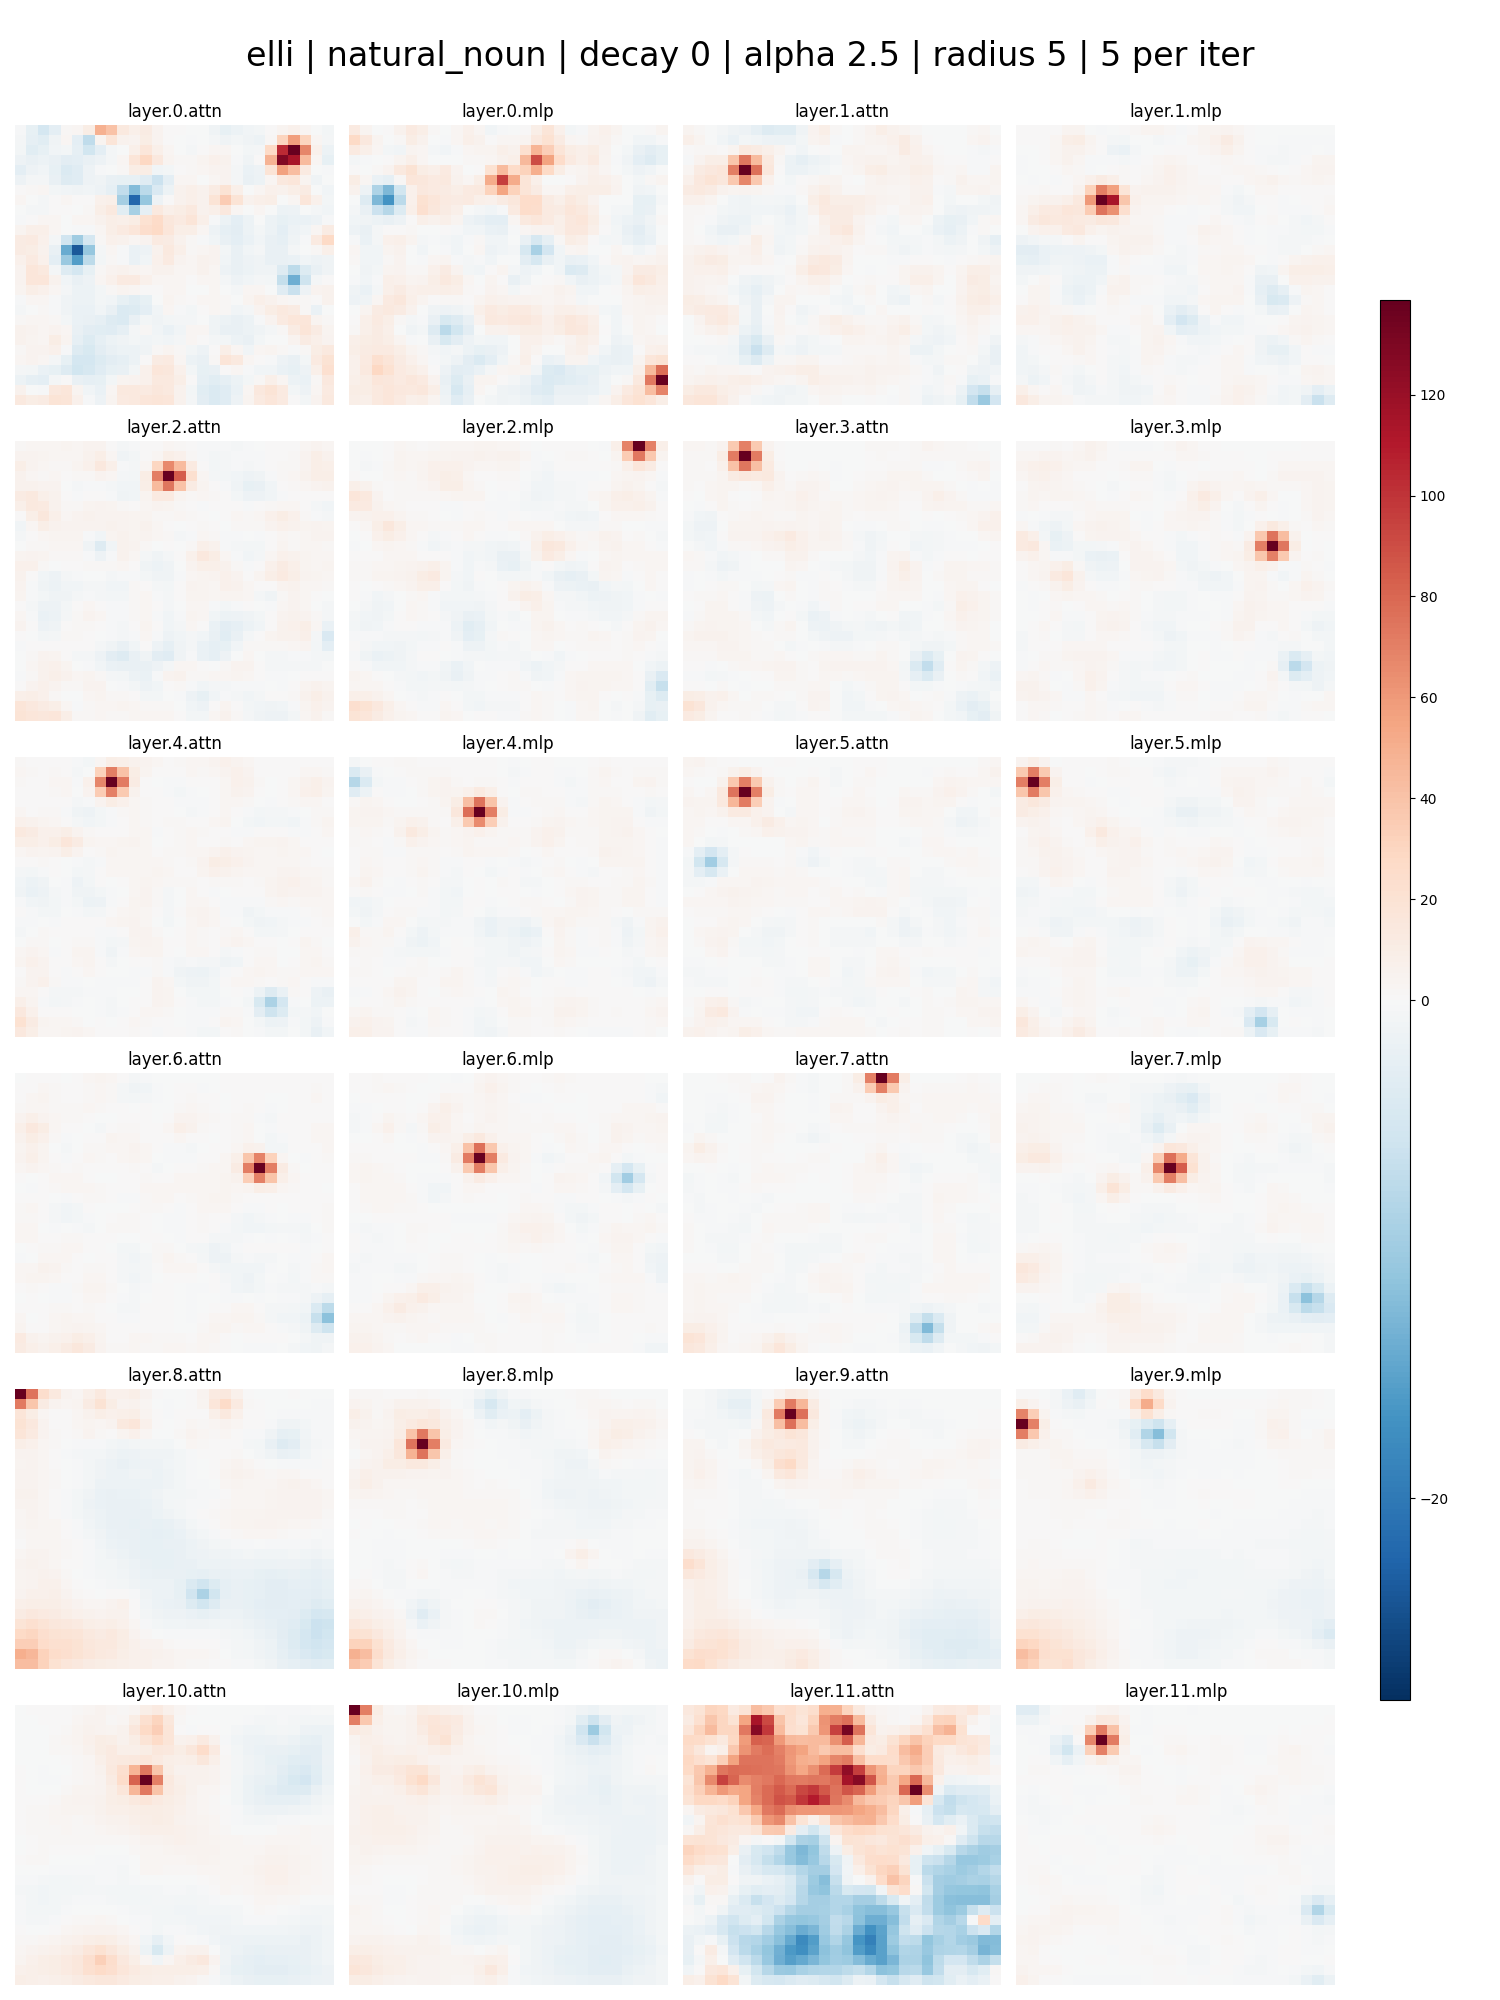 elli | natural_noun | decay 0 | alpha 2.5 | radius 5 | 5 per iter
layer.0.attn layer.0.mlp layer.1.attn layer.1.mlp
layer.2.attn layer.2.mlp layer.3.attn layer.3.mlp
layer.4.attn layer.4.mlp layer.5.attn layer.5.mlp
layer.6.attn layer.6.mlp layer.7.attn layer.7.mlp
layer.8.attn layer.8.mlp layer.9.attn layer.9.mlp
layer.10.attn layer.10.mlp layer.11.attn layer.11.mlp
120
100
80
60
40
20
0
−20